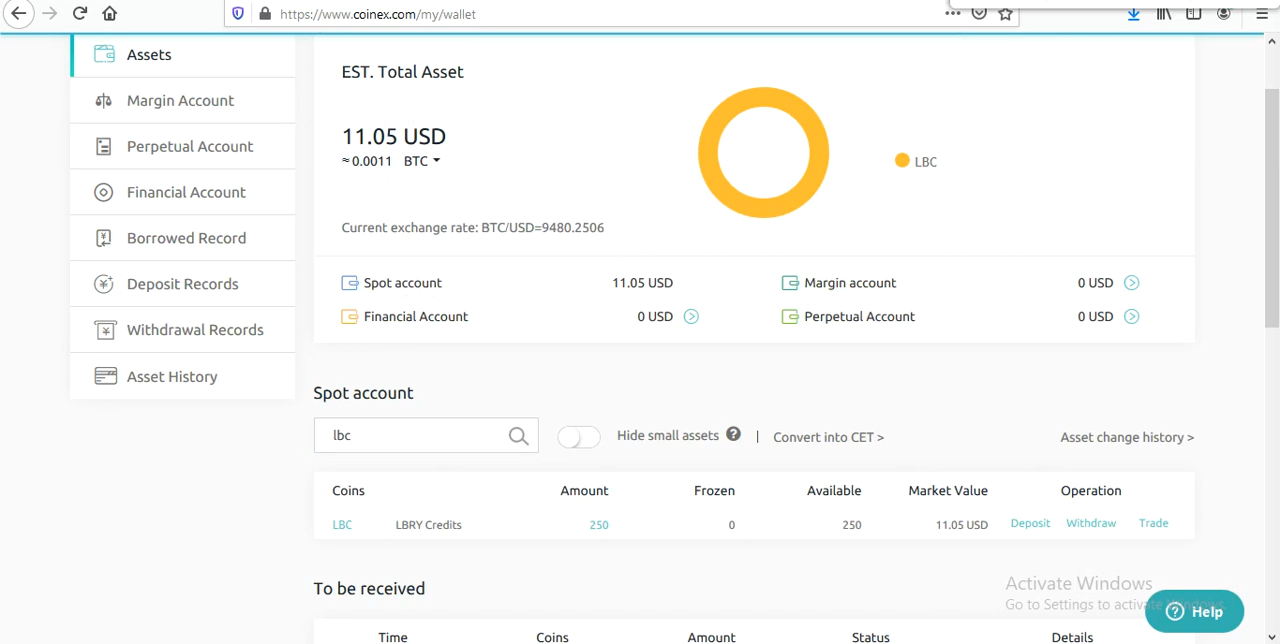 https://www.coinex.com/my/wallet
Assets
Margin Account
Perpetual Account
Financial Account
Borrowed Record
Deposit Records
Withdrawal Records
Asset History
EST. Total Asset
11.05 USD
≈0.0011 BTC
LBC
Current exchange rate: BTC/USD=9480.2506
Spot account 11.05 USD Margin account 0 USD
Financial Account 0 USD Perpetual Account 0 USD
Spot account
lbc Hide small assets ? | Convert into CET > Asset change history >
Coins Amount Frozen Available Market Value Operation
LBC LBRY Credits 250 0 250 11.05 USD Deposit Withdraw Trade
To be received
Time Coins Amount Status Details
Activate Windows
Go to Settings to activate Windows.
? Help